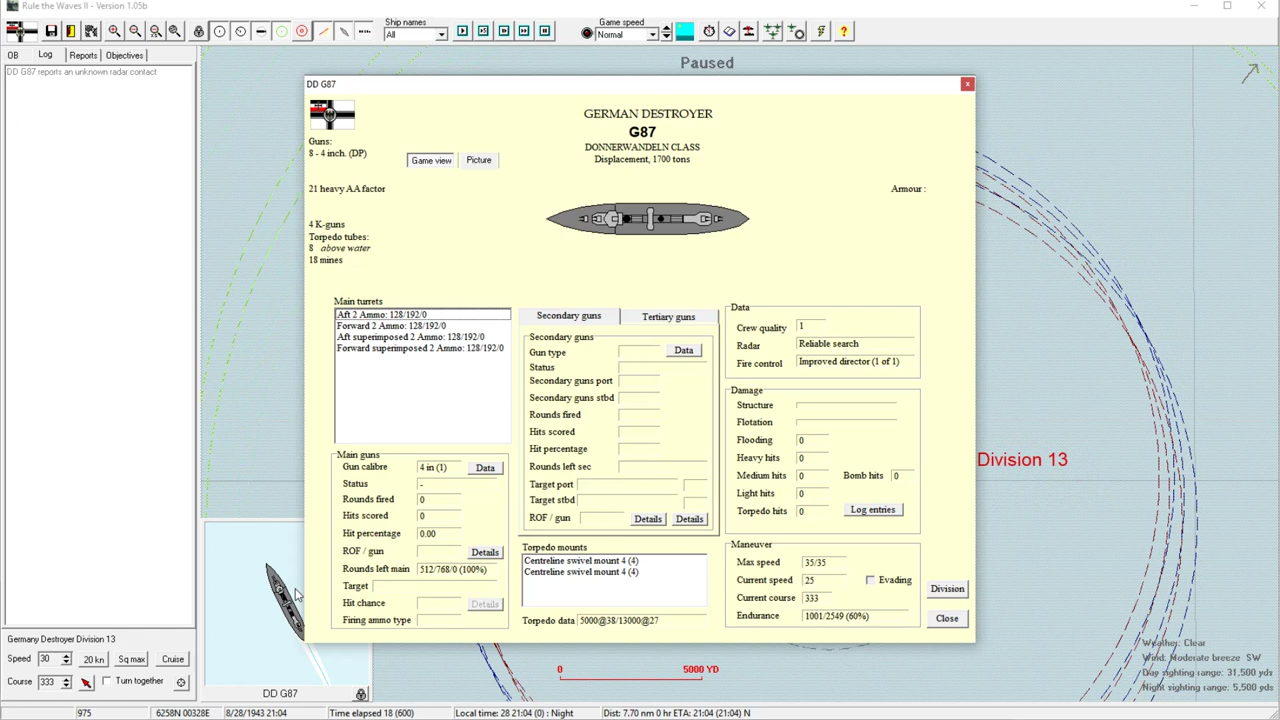 Rule the Waves II - Version 1.05b
Ship names
All
Game speed
Normal
OB
Log
Reports
Objectives
DD G87 reports an unknown radar contact
Paused
DD G87
x
GERMAN DESTROYER
G87
DONNERWANDELN CLASS
Displacement, 1700 tons
Guns:
8 - 4 inch. (DP)
Game view
Picture
21 heavy AA factor
Armour :
4 K-guns
Torpedo tubes:
8 above water
18 mines
Main turrets
Aft 2 Ammo: 128/192/0
Forward 2 Ammo: 128/192/0
Aft superimposed 2 Ammo: 128/192/0
Forward superimposed 2 Ammo: 128/192/0
Main guns
Gun calibre 4 in (1) Data
Status -
Rounds fired 0
Hits scored 0
Hit percentage 0.00
ROF / gun Details
Rounds left main 512/768/0 (100%)
Target
Hit chance Details
Firing ammo type
Secondary guns
Tertiary guns
Secondary guns
Gun type Data
Status
Secondary guns port
Secondary guns stbd
Rounds fired
Hits scored
Hit percentage
Rounds left sec
Target port
Target stbd
ROF / gun Details Details
Torpedo mounts
Centreline swivel mount 4 (4)
Centreline swivel mount 4 (4)
Torpedo data 5000@38/13000@27
Data
Crew quality 1
Radar Reliable search
Fire control Improved director (1 of 1)
Damage
Structure
Flotation
Flooding 0
Heavy hits 0
Medium hits 0 Bomb hits 0
Light hits 0
Torpedo hits 0 Log entries
Maneuver
Max speed 35/35
Current speed 25 Evading
Current course 333
Endurance 1001/2549 (60%)
Division
Close
Division 13
Germany Destroyer Division 13
Speed 30 20 kn Sq max Cruise
Course 333 Turn together
DD G87
0 5000 YD
Weather: Clear
Wind: Moderate breeze SW
Day sighting range: 31,500 yds
Night sighting range: 5,500 yds
975 6258N 00328E 8/28/1943 21:04 Time elapsed 18 (600) Local time: 28 21:04 (0) : Night Dist: 7.70 nm 0 hr ETA: 21:04 (21:04) N